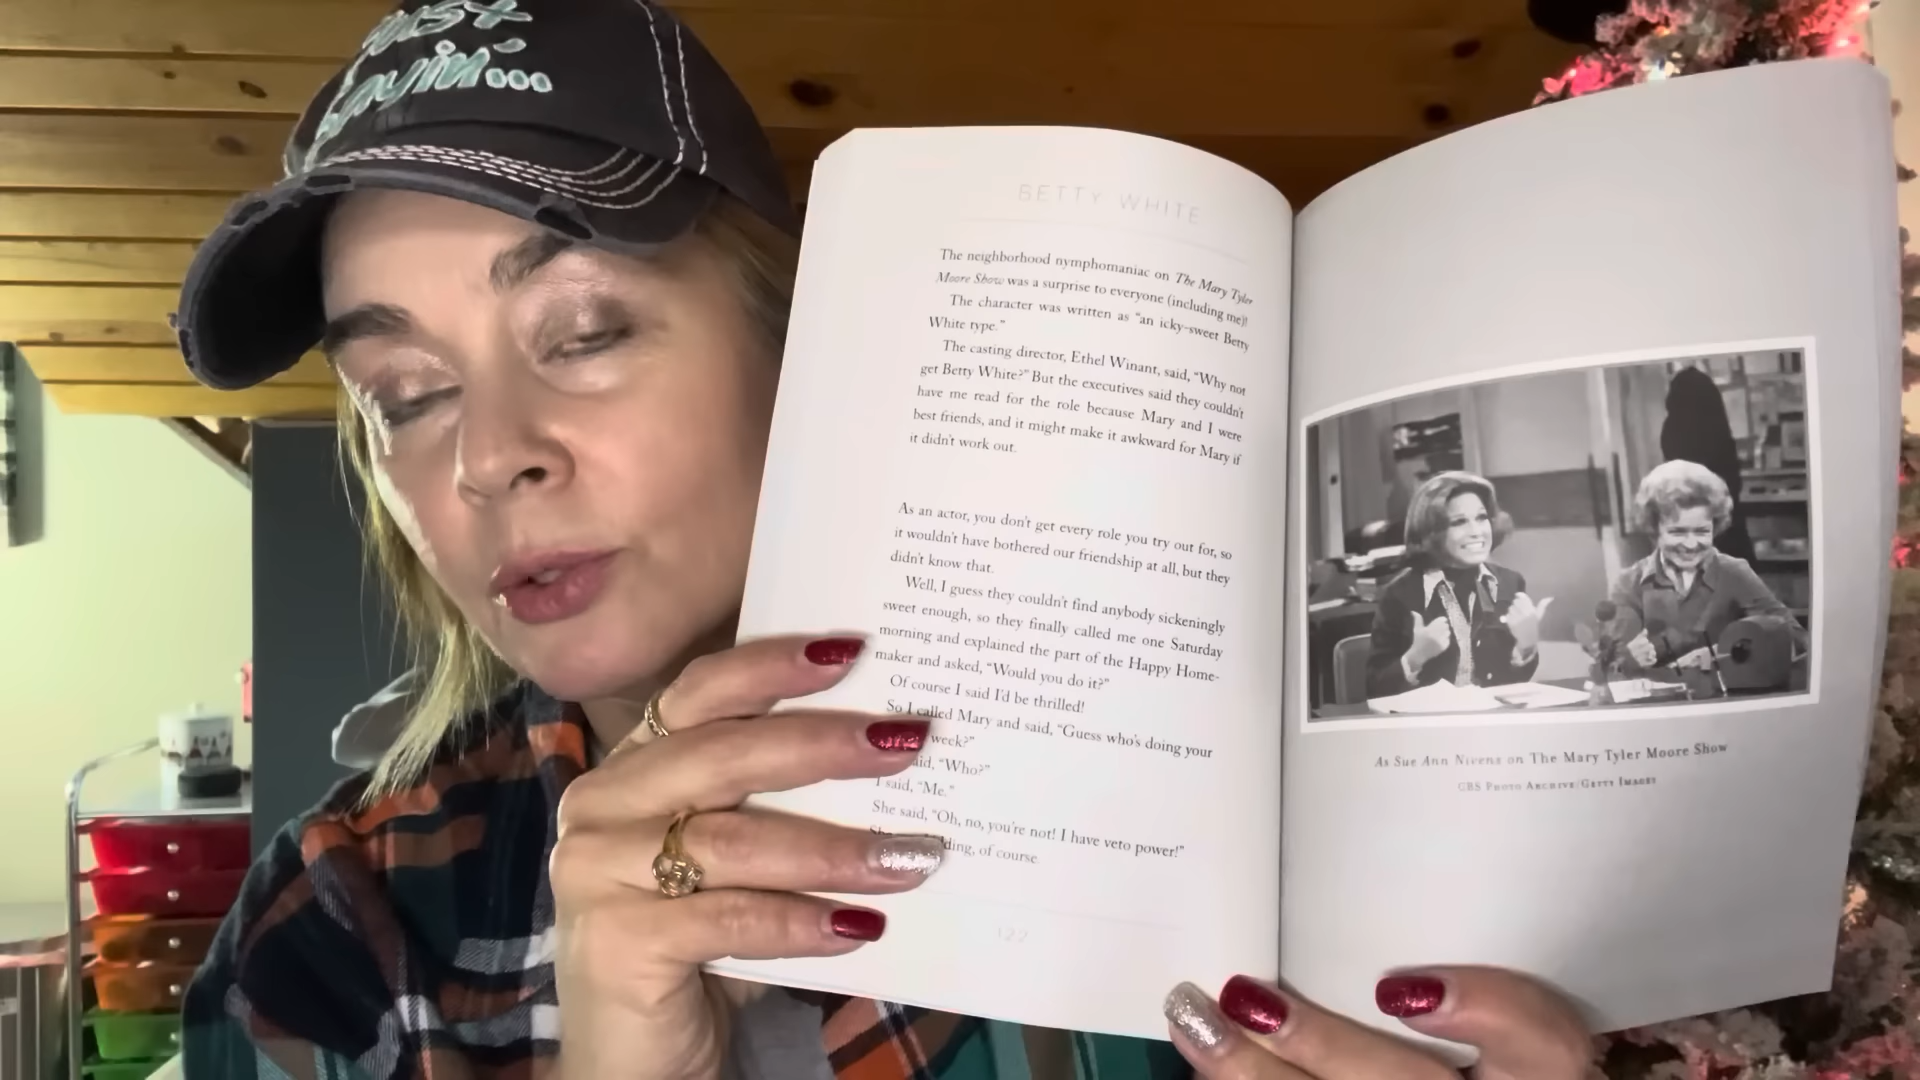 Just
Sayin'...
BETTY WHITE
The neighborhood nymphomaniac on The Mary Tyler
Moore Show was a surprise to everyone (including me)!
The character was written as "an icky-sweet Betty
White type."
The casting director, Ethel Winant, said, "Why not
get Betty White?" But the executives said they couldn't
have me read for the role because Mary and I were
best friends, and it might make it awkward for Mary if
it didn't work out.
As an actor, you don't get every role you try out for, so
it wouldn't have bothered our friendship at all, but they
didn't know that.
Well, I guess they couldn't find anybody sickeningly
sweet enough, so they finally called me one Saturday
morning and explained the part of the Happy Home-
maker and asked, "Would you do it?"
Of course I said I'd be thrilled!
So I called Mary and said, "Guess who's doing your
week?"
said, "Who?"
I said, "Me."
She said, "Oh, no, you're not! I have veto power!"
She kidding, of course.
122
As Sue Ann Nivens on The Mary Tyler Moore Show
CBS Photo Archive/Getty Images